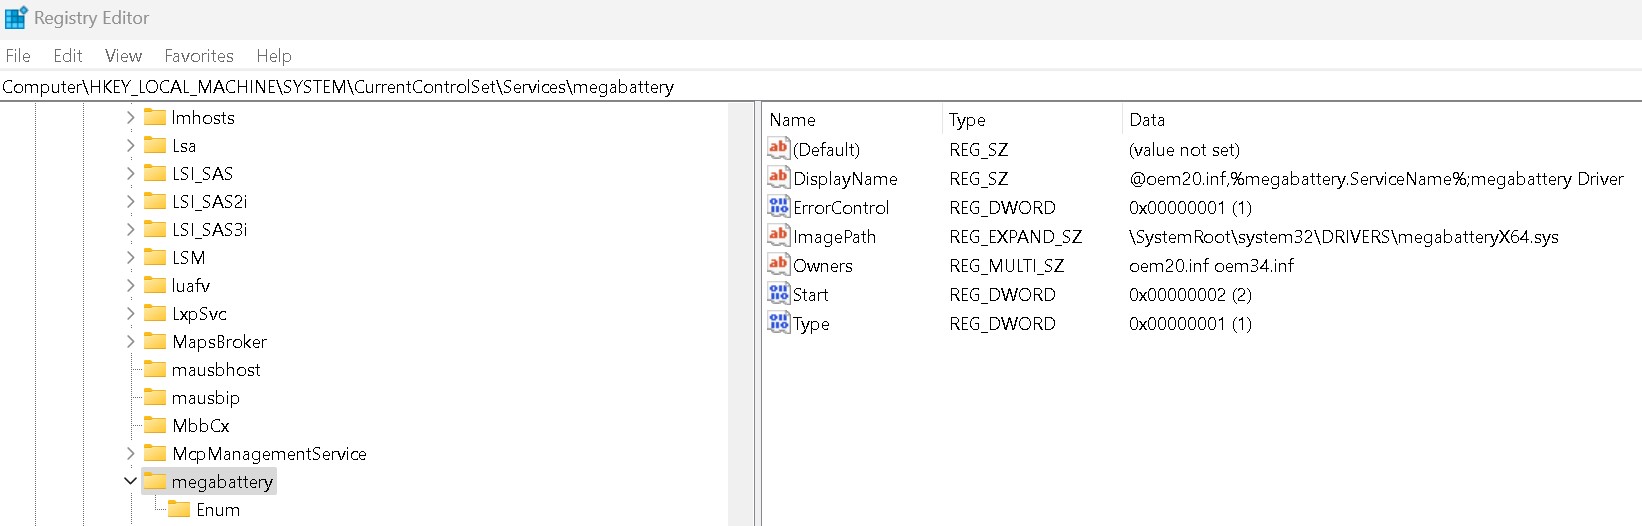 Registry Editor
File Edit View Favorites Help
Computer\HKEY_LOCAL_MACHINE\SYSTEM\CurrentControlSet\Services\megabattery
lmhosts
Lsa
LSI_SAS
LSI_SAS2i
LSI_SAS3i
LSM
luafv
LxpSvc
MapsBroker
mausbhost
mausbip
MbbCx
McpManagementService
megabattery
Enum
Name Type Data
(Default) REG_SZ (value not set)
DisplayName REG_SZ @oem20.inf,%megabattery.ServiceName%;megabattery Driver
ErrorControl REG_DWORD 0x00000001 (1)
ImagePath REG_EXPAND_SZ \SystemRoot\system32\DRIVERS\megabatteryX64.sys
Owners REG_MULTI_SZ oem20.inf oem34.inf
Start REG_DWORD 0x00000002 (2)
Type REG_DWORD 0x00000001 (1)